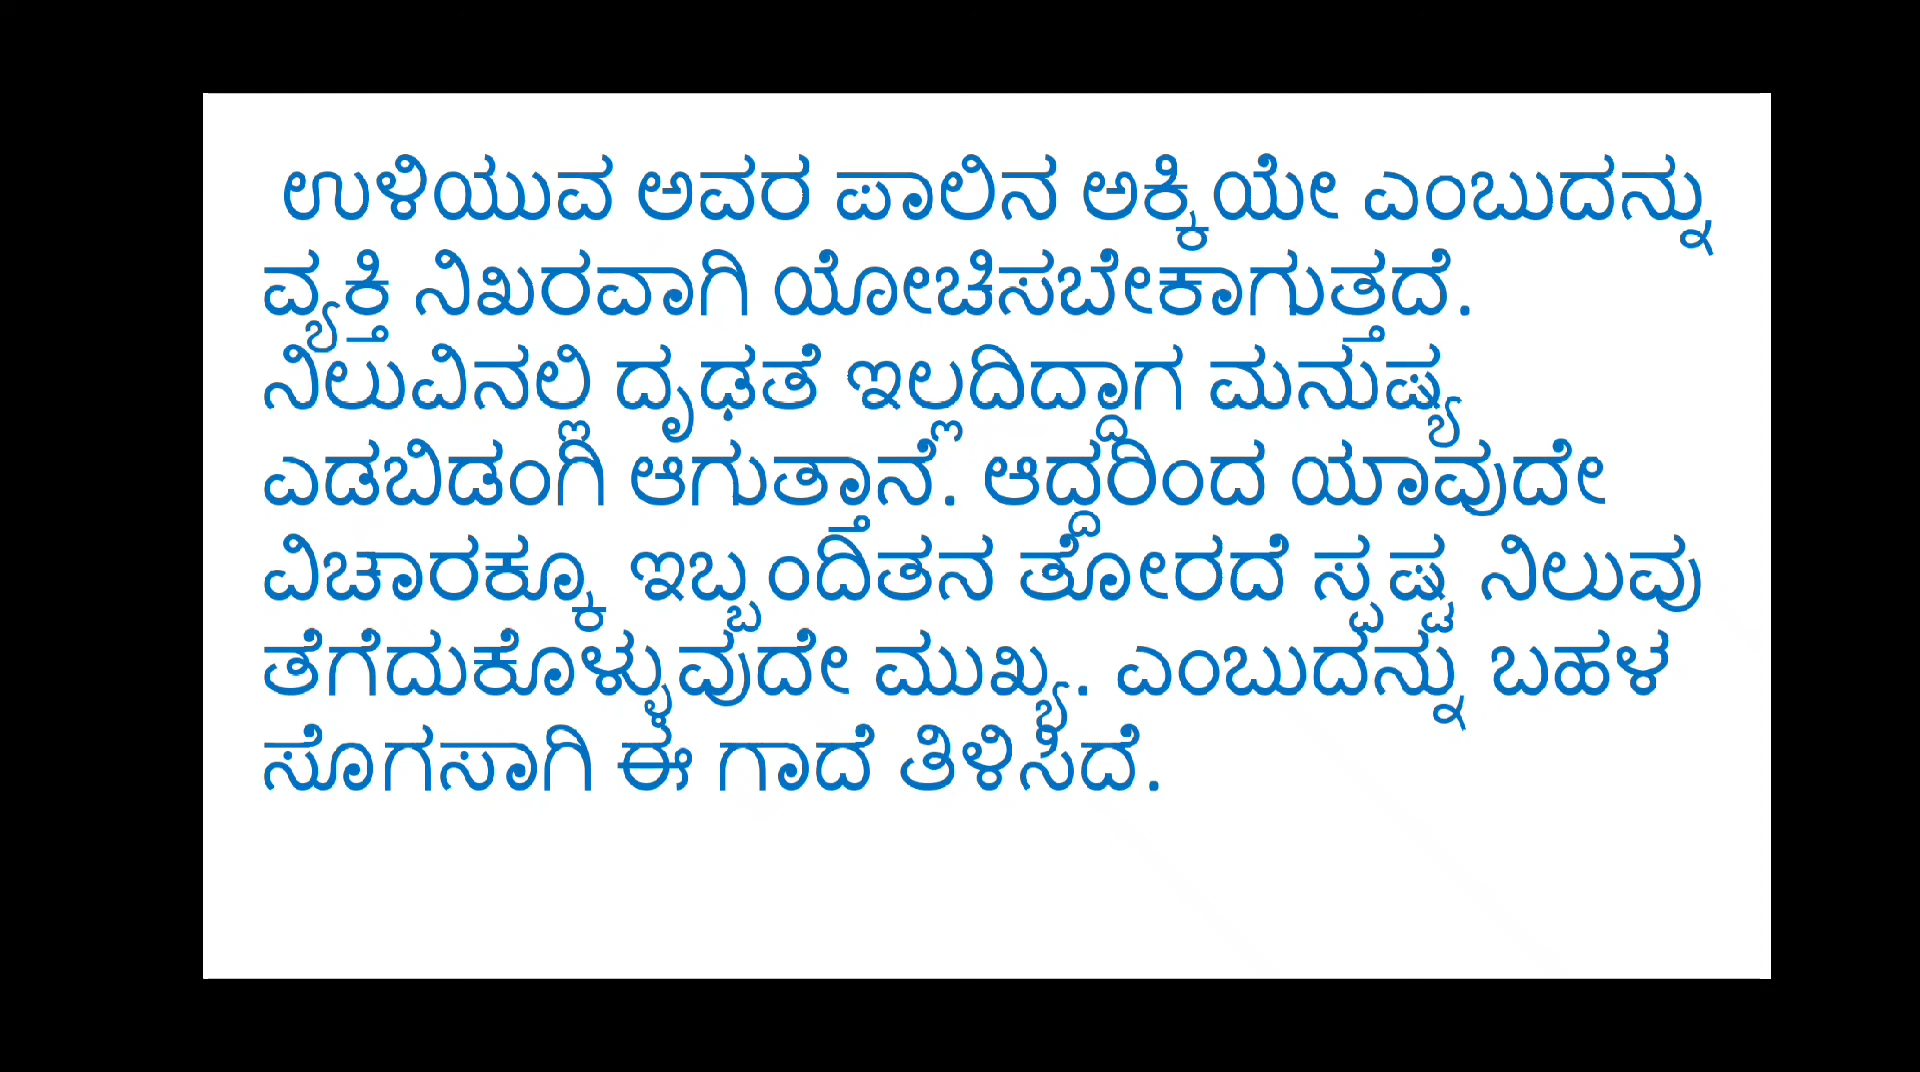 ಉಳಿಯುವ ಅವರ ಪಾಲಿನ ಅಕ್ಕಿಯೇ ಎಂಬುದನ್ನು
ವ್ಯಕ್ತಿ ನಿಖರವಾಗಿ ಯೋಚಿಸಬೇಕಾಗುತ್ತದೆ.
ನಿಲುವಿನಲ್ಲಿ ದೃಢತೆ ಇಲ್ಲದಿದ್ದಾಗ ಮನುಷ್ಯ
ಎಡಬಿಡಂಗಿ ಆಗುತ್ತಾನೆ. ಆದ್ದರಿಂದ ಯಾವುದೇ
ವಿಚಾರಕ್ಕೂ ಇಬ್ಬಂದಿತನ ತೋರದೆ ಸ್ಪಷ್ಟ ನಿಲುವು
ತೆಗೆದುಕೊಳ್ಳುವುದೇ ಮುಖ್ಯ. ಎಂಬುದನ್ನು ಬಹಳ
ಸೊಗಸಾಗಿ ಈ ಗಾದೆ ತಿಳಿಸಿದೆ.